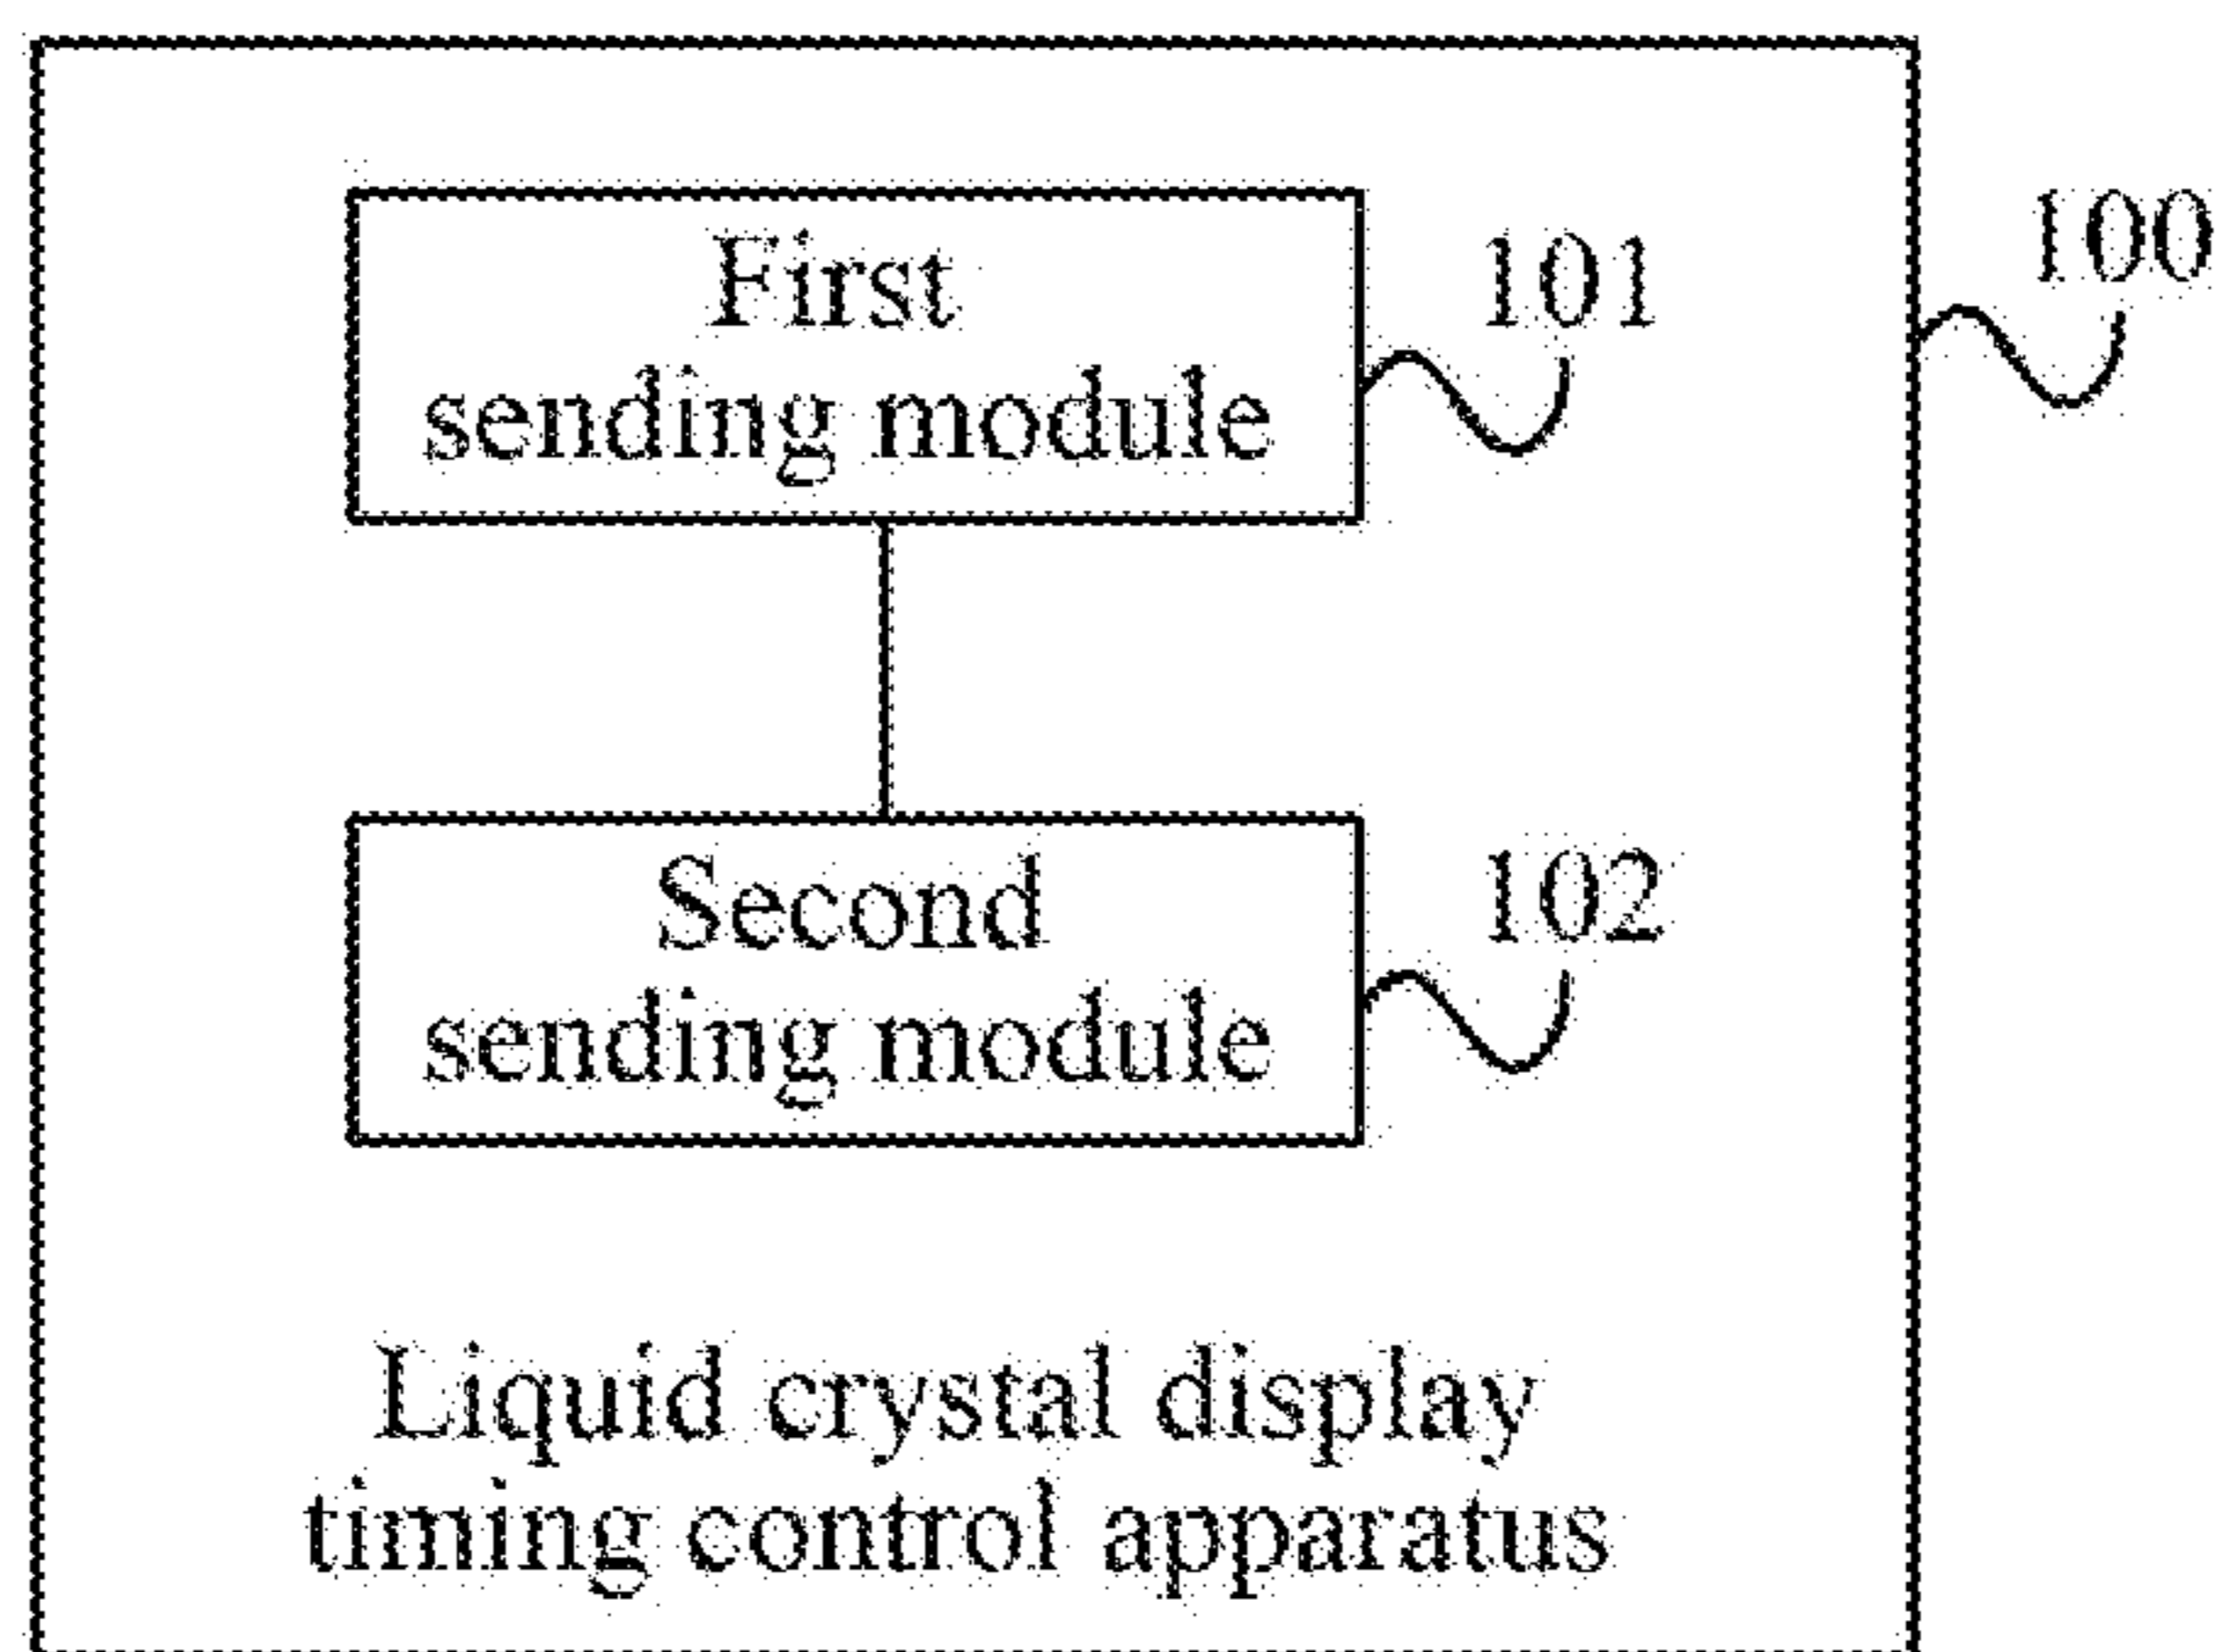 100
First
sending module
101
Second
sending module
102
Liquid crystal display
timing control apparatus